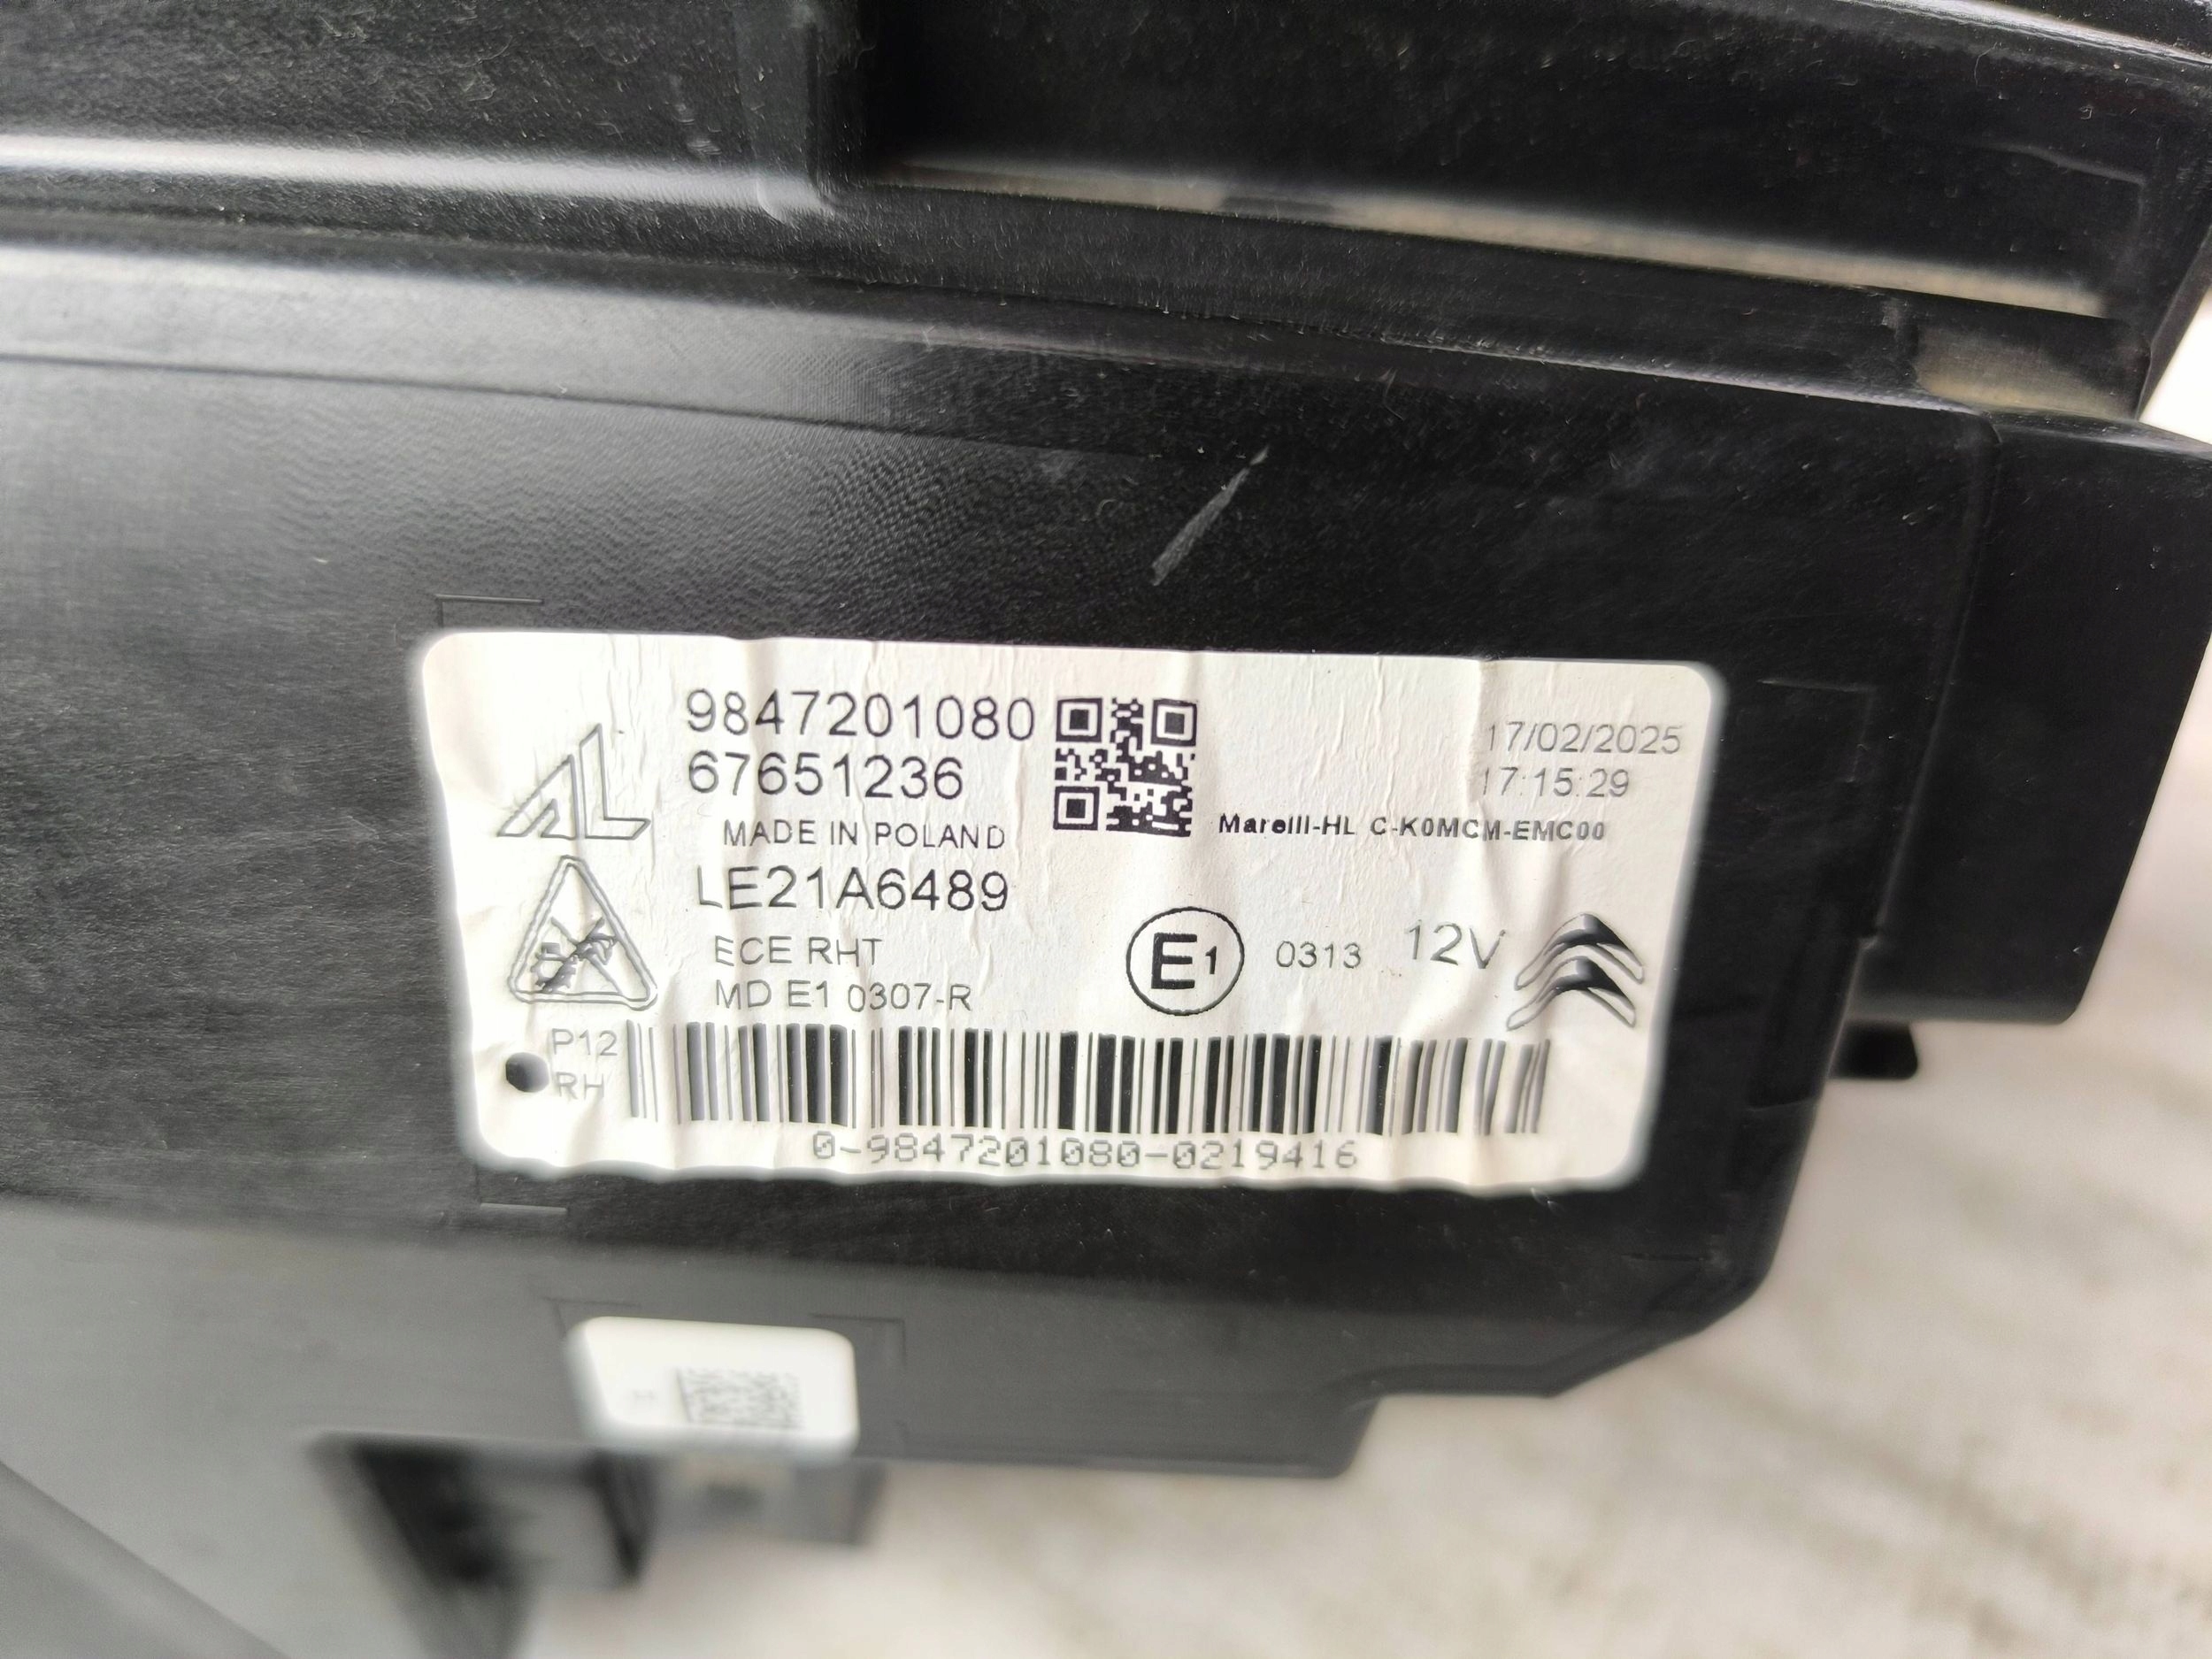 9847201080
67651236
MADE IN POLAND
LE21A6489
ECE RHT
MD E1 0307-R
17/02/2025
17:15:29
Marelli-HL C-K0MCM-EMC00
E1 0313 12V
AL
P12
RH
0-9847201080-0219416